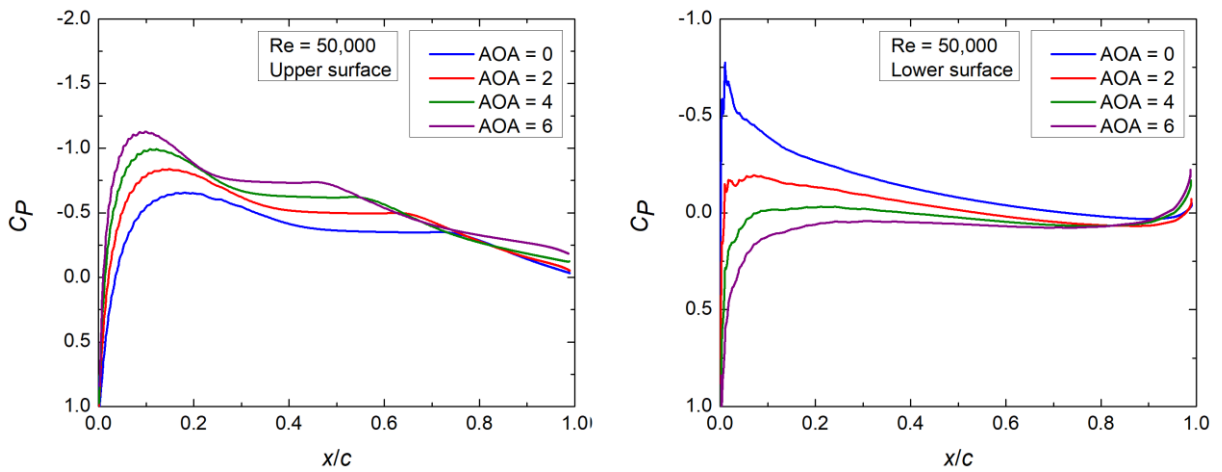 -2.0
-1.5
-1.0
-0.5
0.0
0.5
1.0
CP
Re = 50,000
Upper surface
AOA = 0
AOA = 2
AOA = 4
AOA = 6
0.0 0.2 0.4 0.6 0.8 1.0
x/c
-1.0
-0.5
0.0
0.5
1.0
CP
Re = 50,000
Lower surface
AOA = 0
AOA = 2
AOA = 4
AOA = 6
0.0 0.2 0.4 0.6 0.8 1.0
x/c